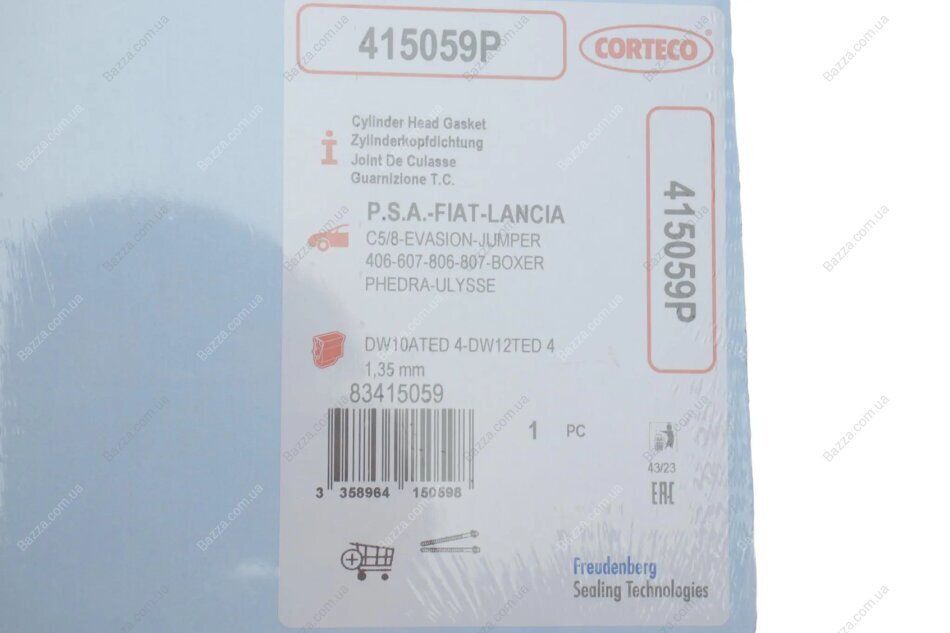 415059P
CORTECO
Cylinder Head Gasket
Zylinderkopfdichtung
Joint De Culasse
Guarnizione T.C.
P.S.A.-FIAT-LANCIA
C5/8-EVASION-JUMPER
406-607-806-807-BOXER
PHEDRA-ULYSSE
415059P
DW10ATED 4-DW12TED 4
1,35 mm
83415059
1 PC
43/23
EAC
3 358964 150598
Freudenberg
Sealing Technologies
Bazza.com.ua